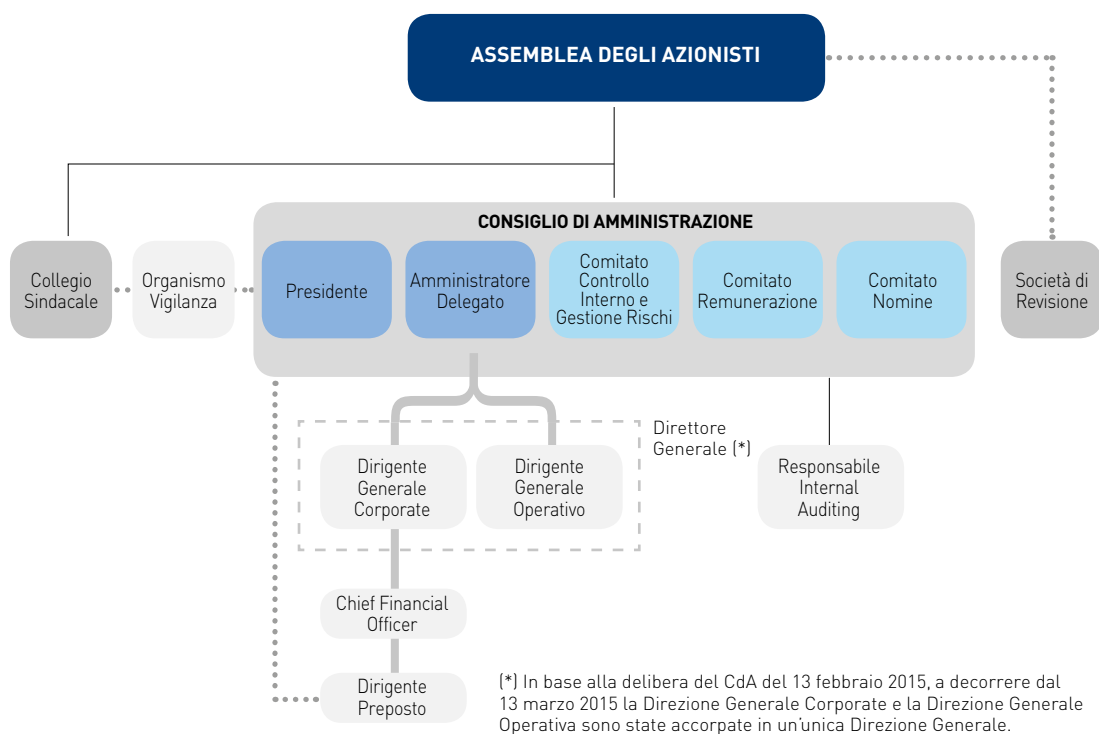 ASSEMBLEA DEGLI AZIONISTI
CONSIGLIO DI AMMINISTRAZIONE
Collegio
Sindacale
Organismo
Vigilanza
Presidente
Amministratore
Delegato
Comitato
Controllo
Interno e
Gestione Rischi
Comitato
Remunerazione
Comitato
Nomine
Società di
Revisione
Direttore
Generale (*)
Dirigente
Generale
Corporate
Dirigente
Generale
Operativo
Responsabile
Internal
Auditing
Chief Financial
Officer
Dirigente
Preposto
(*) In base alla delibera del CdA del 13 febbraio 2015, a decorrere dal
13 marzo 2015 la Direzione Generale Corporate e la Direzione Generale
Operativa sono state accorpate in un'unica Direzione Generale.